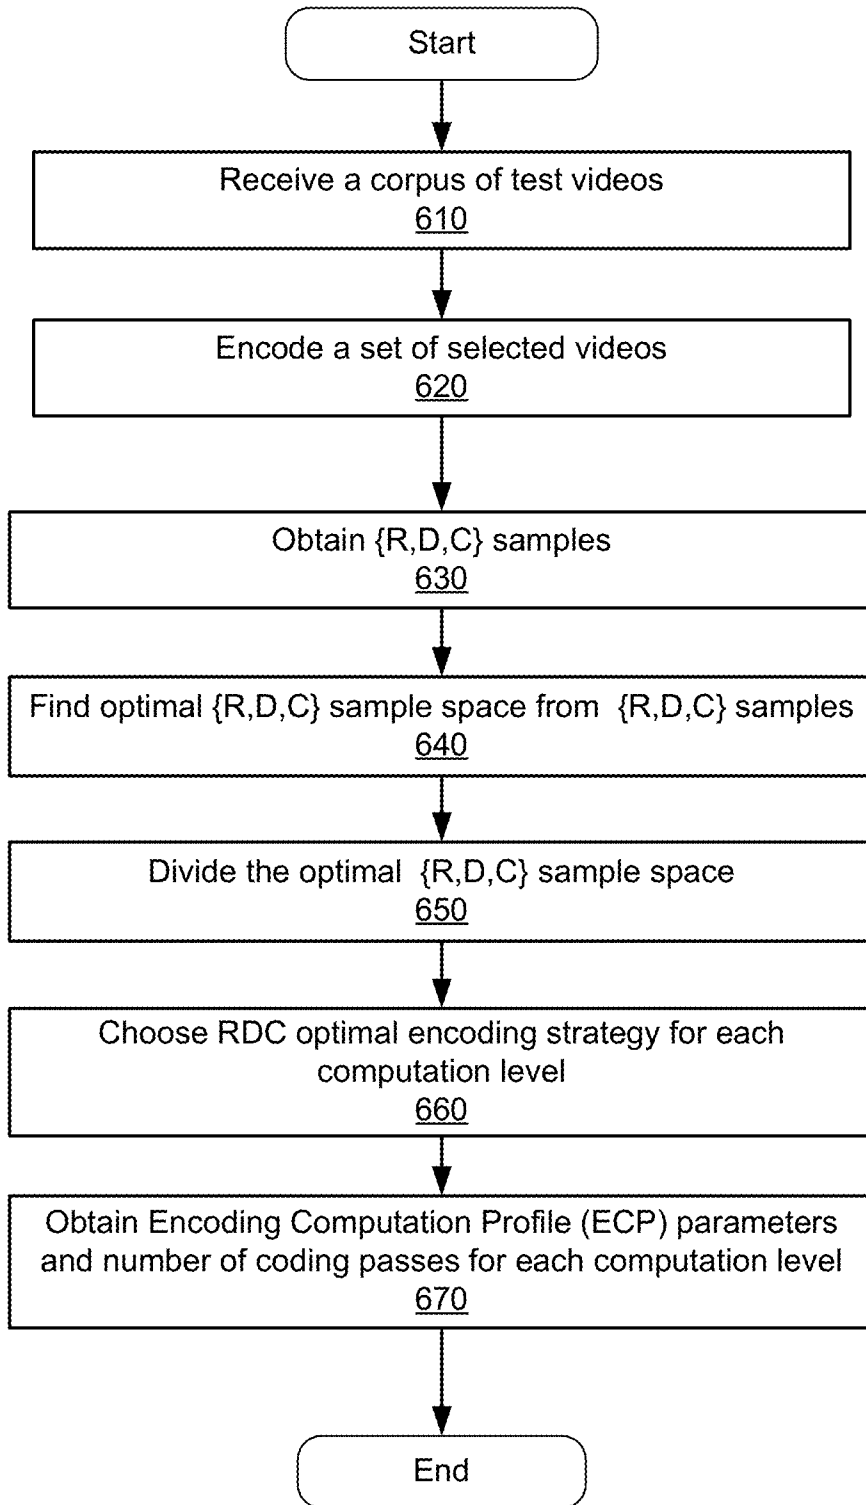 Start
Receive a corpus of test videos
610
Encode a set of selected videos
620
Obtain {R,D,C} samples
630
Find optimal {R,D,C} sample space from {R,D,C} samples
640
Divide the optimal {R,D,C} sample space
650
Choose RDC optimal encoding strategy for each
computation level
660
Obtain Encoding Computation Profile (ECP) parameters
and number of coding passes for each computation level
670
End